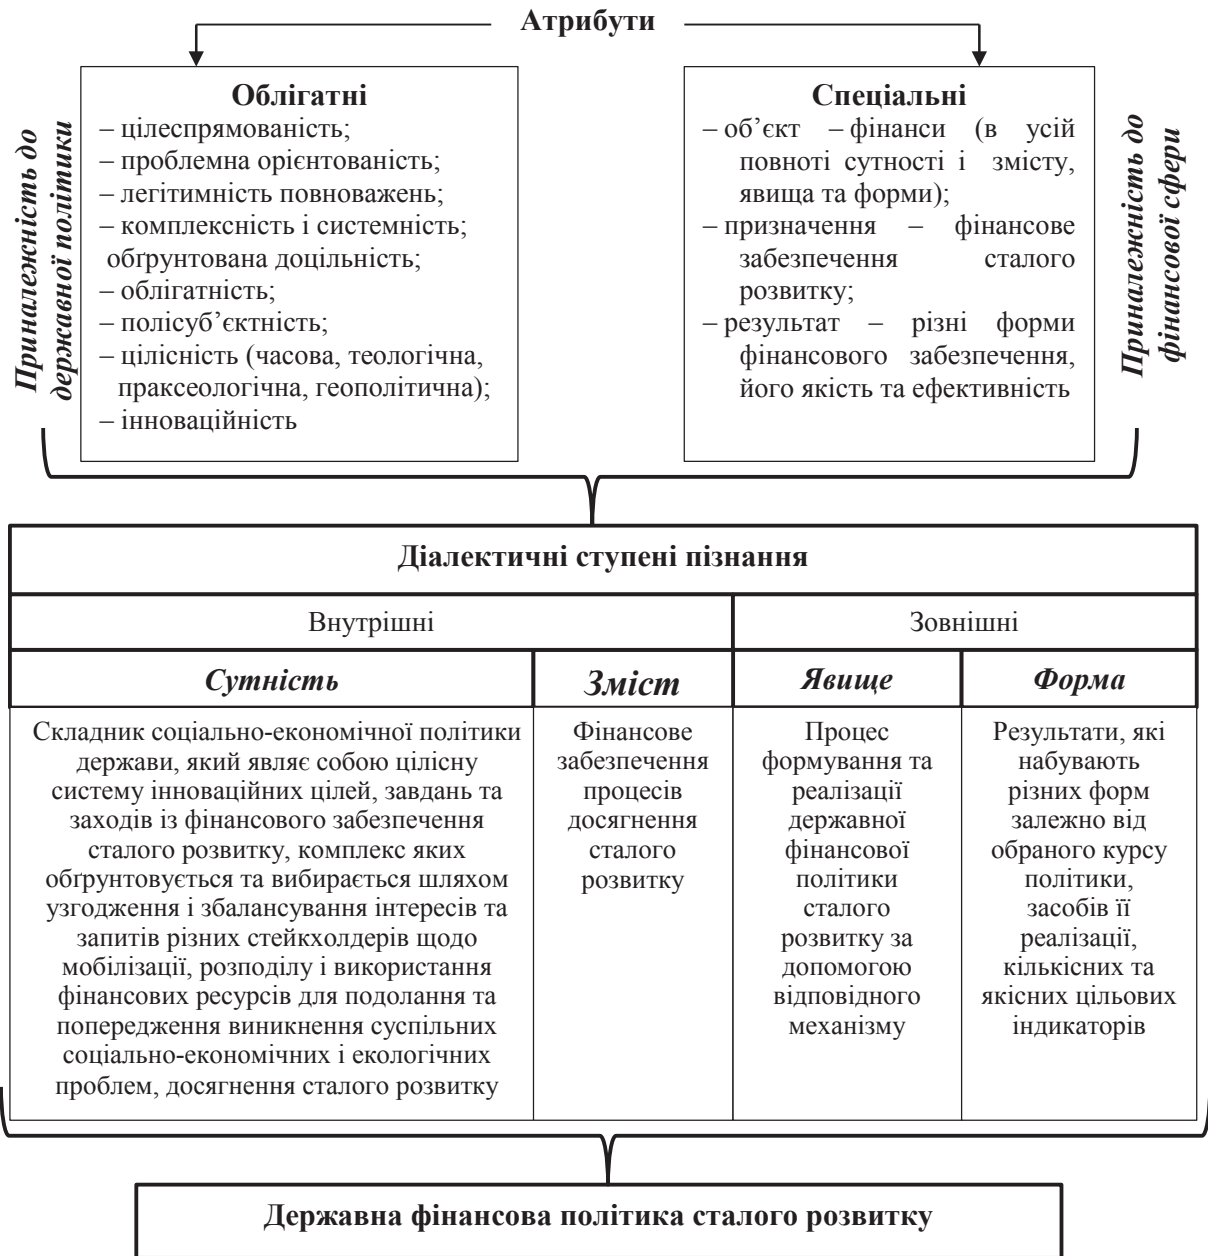 Атрибути
Приналежність до
державної політики
Облігатні
– цілеспрямованість;
– проблемна орієнтованість;
– легітимність повноважень;
– комплексність і системність;
обґрунтована доцільність;
– облігатність;
– полісуб’єктність;
– цілісність (часова, теологічна,
праксеологічна, геополітична);
– інноваційність
Спеціальні
– об’єкт – фінанси (в усій
повноті сутності і змісту,
явища та форми);
– призначення – фінансове
забезпечення сталого
розвитку;
– результат – різні форми
фінансового забезпечення,
його якість та ефективність
Приналежність до
фінансової сфери
Діалектичні ступені пізнання
Внутрішні
Зовнішні
Сутність
Зміст
Явище
Форма
Складник соціально-економічної політики
держави, який являє собою цілісну
систему інноваційних цілей, завдань та
заходів із фінансового забезпечення
сталого розвитку, комплекс яких
обґрунтовується та вибирається шляхом
узгодження і збалансування інтересів та
запитів різних стейкхолдерів щодо
мобілізації, розподілу і використання
фінансових ресурсів для подолання та
попередження виникнення суспільних
соціально-економічних і екологічних
проблем, досягнення сталого розвитку
Фінансове
забезпечення
процесів
досягнення
сталого
розвитку
Процес
формування та
реалізації
державної
фінансової
політики
сталого
розвитку за
допомогою
відповідного
механізму
Результати, які
набувають
різних форм
залежно від
обраного курсу
політики,
засобів її
реалізації,
кількісних та
якісних цільових
індикаторів
Державна фінансова політика сталого розвитку